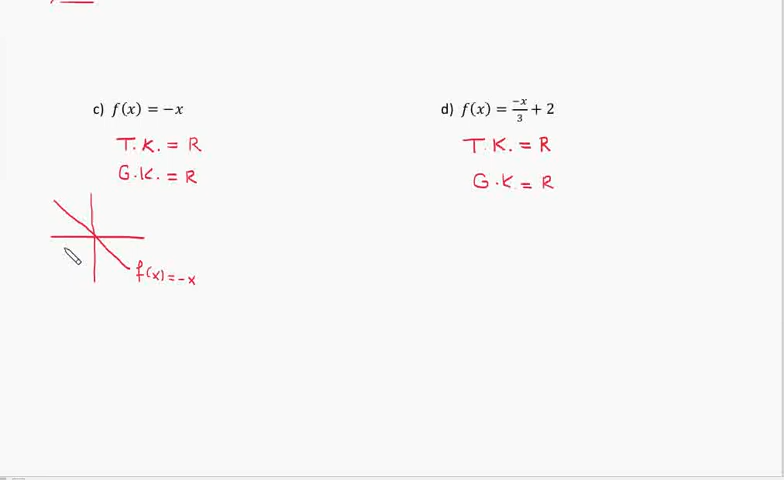 c) f(x) = −x
T.K. = R
G.K. = R
f(x) = −x
d) f(x) = −x/3 + 2
T.K. = R
G.K = R